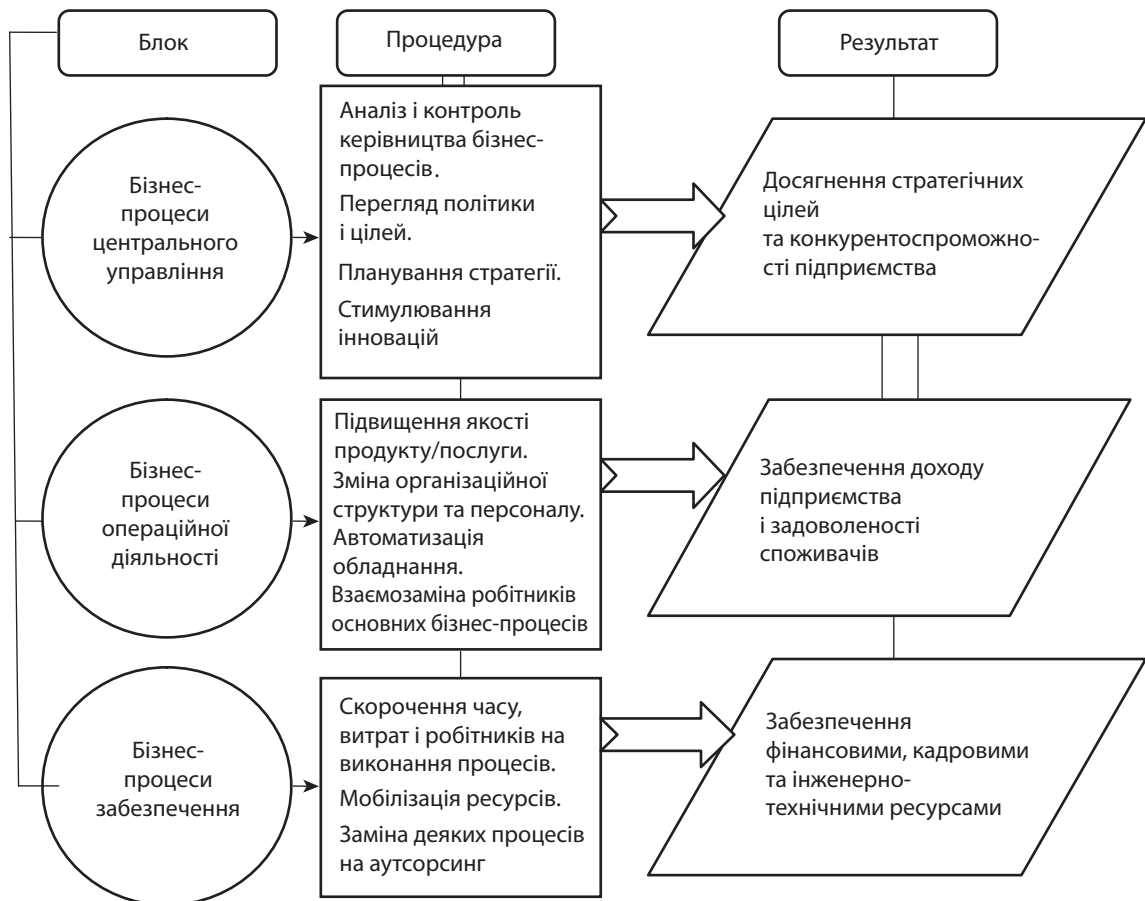 Блок
Процедура
Результат
Бізнес-
процеси
центрального
управління
Аналіз і контроль
керівництва бізнес-
процесів.
Перегляд політики
і цілей.
Планування стратегії.
Стимулювання
інновацій
Досягнення стратегічних
цілей
та конкурентоспроможно-
сті підприємства
Бізнес-
процеси
операційної
діяльності
Підвищення якості
продукту/послуги.
Зміна організаційної
структури та персоналу.
Автоматизація
обладнання.
Взаємозаміна робітників
основних бізнес-процесів
Забезпечення доходу
підприємства
і задоволеності
споживачів
Бізнес-
процеси
забезпечення
Скорочення часу,
витрат і робітників на
виконання процесів.
Мобілізація ресурсів.
Заміна деяких процесів
на аутсорсинг
Забезпечення
фінансовими, кадровими
та інженерно-
технічними ресурсами